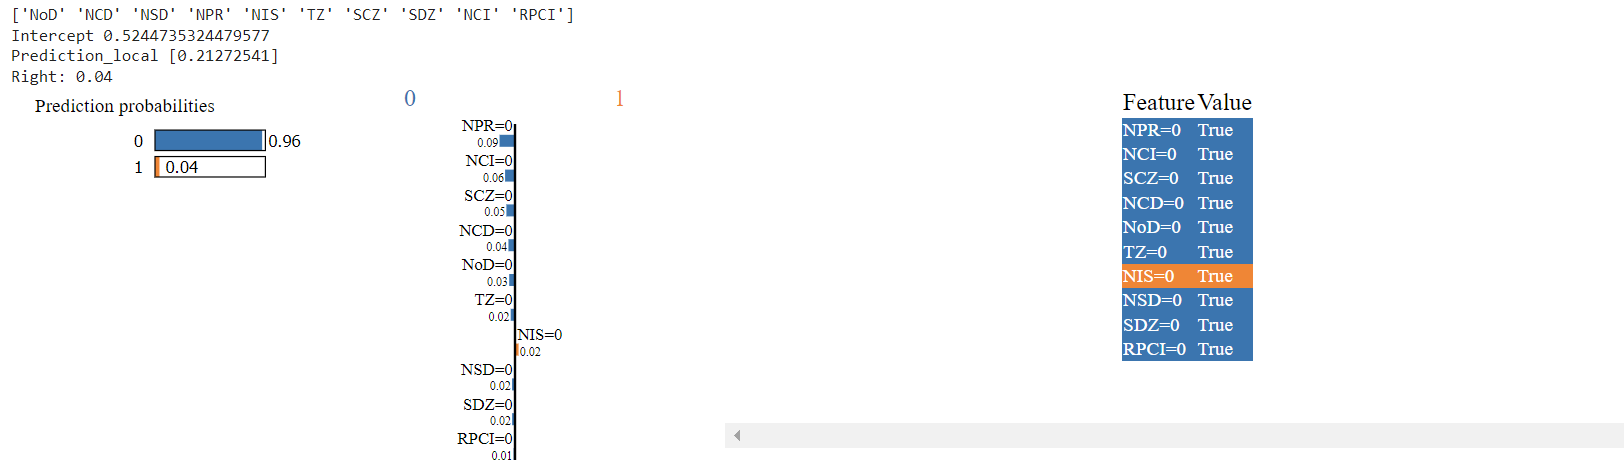 ['NoD' 'NCD' 'NSD' 'NPR' 'NIS' 'TZ' 'SCZ' 'SDZ' 'NCI' 'RPCI']
Intercept 0.5244735324479577
Prediction_local [0.21272541]
Right: 0.04
Prediction probabilities
0 0.96
1 0.04
0 1
NPR=0
0.09
NCI=0
0.06
SCZ=0
0.05
NCD=0
0.04
NoD=0
0.03
TZ=0
0.02
NIS=0
0.02
NSD=0
0.02
SDZ=0
0.02
RPCI=0
0.01
Feature Value
NPR=0 True
NCI=0 True
SCZ=0 True
NCD=0 True
NoD=0 True
TZ=0 True
NIS=0 True
NSD=0 True
SDZ=0 True
RPCI=0 True